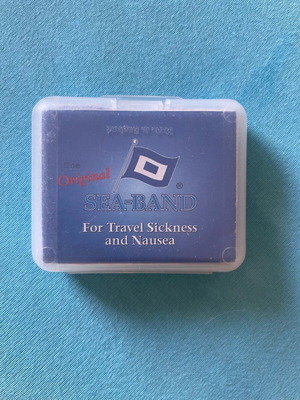 The
Original
SEA-BAND®
For Travel Sickness
and Nausea